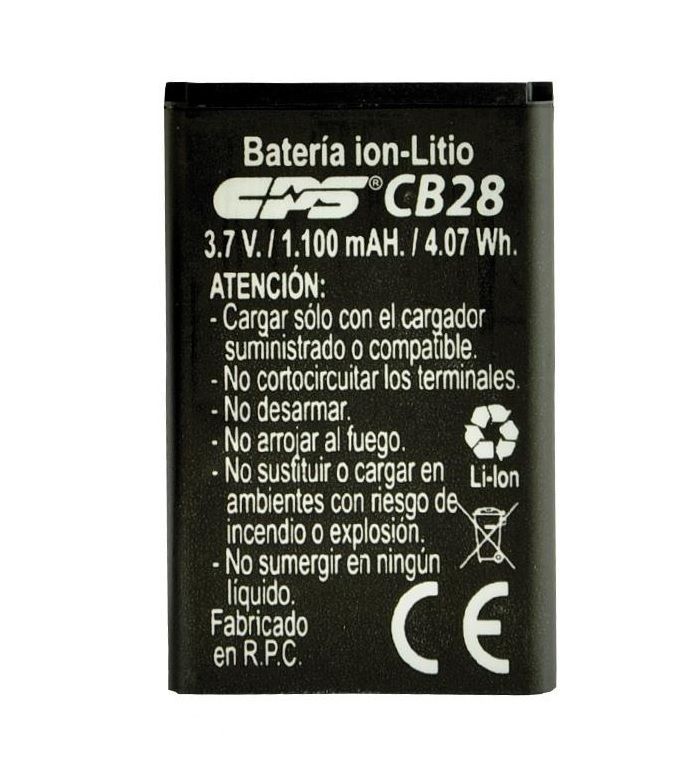 Batería ion-Litio
CPS® CB28
3.7 V. / 1.100 mAH. / 4.07 Wh.
ATENCIÓN:
- Cargar sólo con el cargador
suministrado o compatible.
- No cortocircuitar los terminales.
- No desarmar.
- No arrojar al fuego.
- No sustituir o cargar en
ambientes con riesgo de
incendio o explosión.
- No sumergir en ningún
líquido.
Fabricado
en R.P.C.
Li-Ion
CE